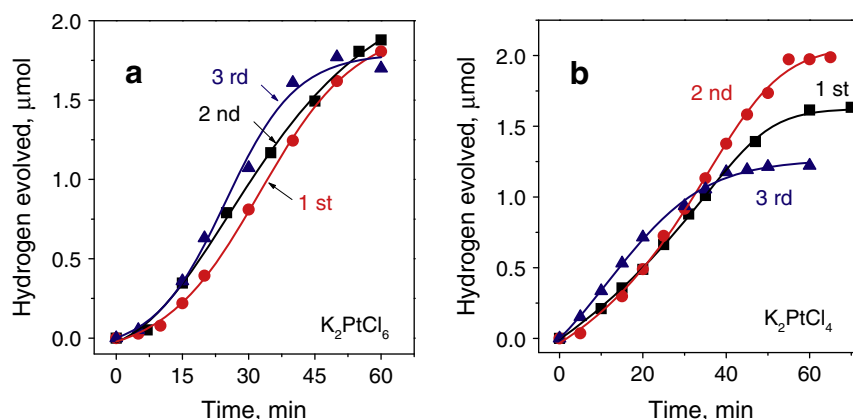 a
3 rd
2 nd
1 st
K₂PtCl₆
Hydrogen evolved, μmol
2.0
1.5
1.0
0.5
0.0
0 15 30 45 60
Time, min
b
2 nd
1 st
3 rd
K₂PtCl₄
Hydrogen evolved, μmol
2.0
1.5
1.0
0.5
0.0
0 20 40 60
Time, min